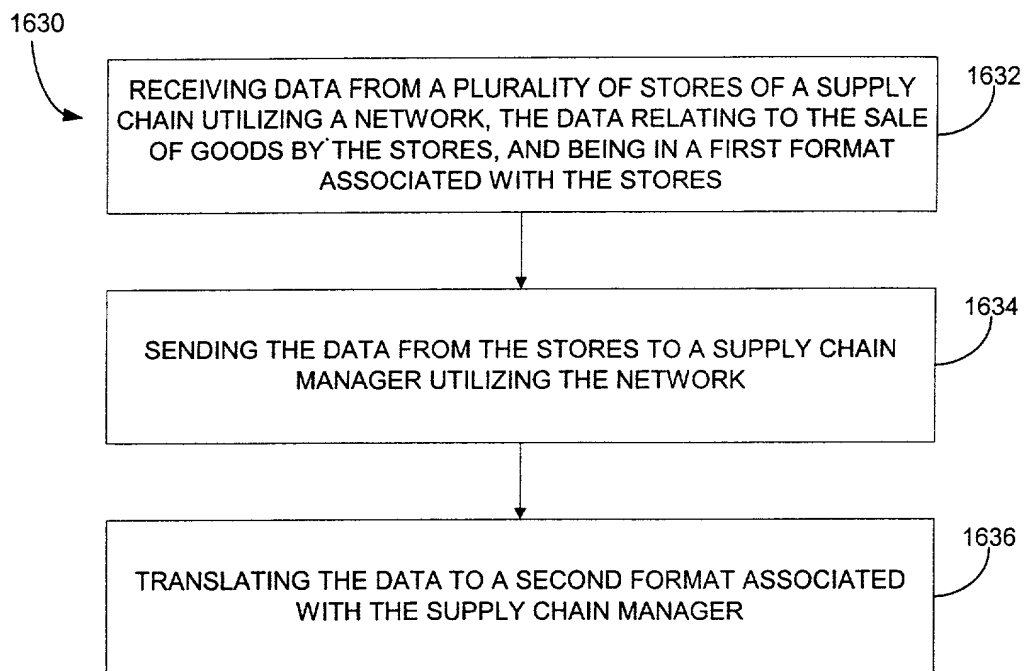 1630
RECEIVING DATA FROM A PLURALITY OF STORES OF A SUPPLY
CHAIN UTILIZING A NETWORK, THE DATA RELATING TO THE SALE
OF GOODS BY THE STORES, AND BEING IN A FIRST FORMAT
ASSOCIATED WITH THE STORES
1632
SENDING THE DATA FROM THE STORES TO A SUPPLY CHAIN
MANAGER UTILIZING THE NETWORK
1634
TRANSLATING THE DATA TO A SECOND FORMAT ASSOCIATED
WITH THE SUPPLY CHAIN MANAGER
1636